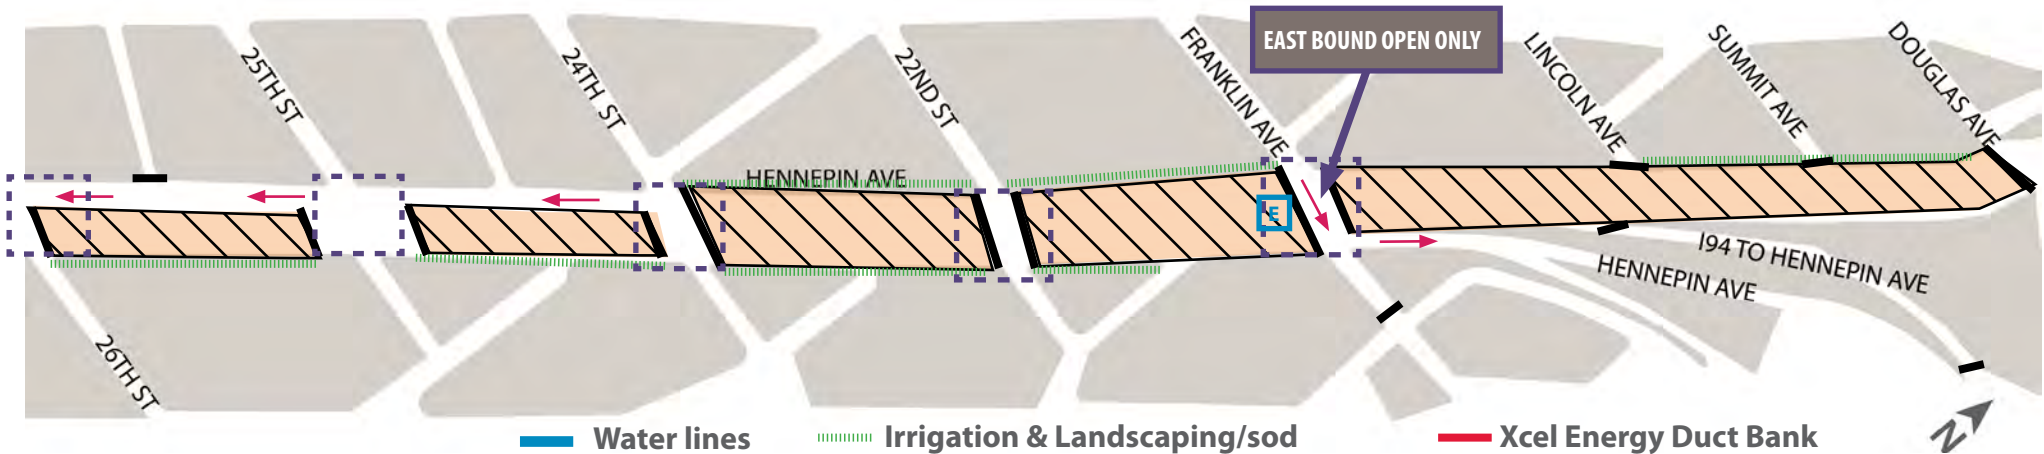 EAST BOUND OPEN ONLY
25TH ST
24TH ST
22ND ST
FRANKLIN AVE
LINCOLN AVE
SUMMIT AVE
DOUGLAS AVE
HENNEPIN AVE
E
I94 TO HENNEPIN AVE
HENNEPIN AVE
26TH ST
N
Water lines
Irrigation & Landscaping/sod
Xcel Energy Duct Bank